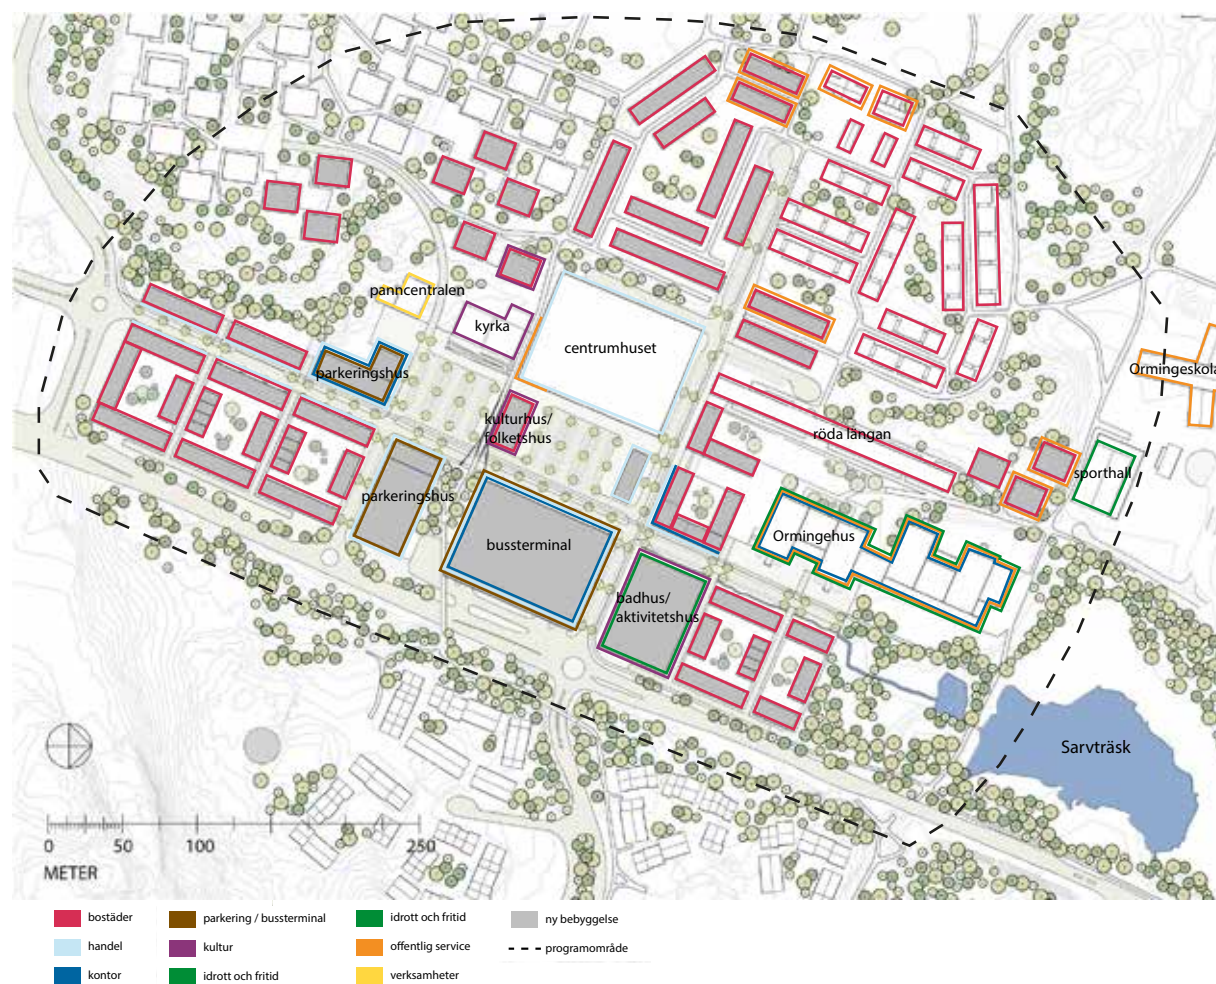 panncentralen
kyrka
centrumhuset
parkeringshus
Ormingeskola
kulturhus/
folketshus
röda längan
sporthall
parkeringshus
bussterminal
Ormingehus
badhus/
aktivitetshus
Sarvträsk
0 50 100 250
METER
bostäder
handel
kontor
parkering / bussterminal
kultur
idrott och fritid
idrott och fritid
offentlig service
verksamheter
ny bebyggelse
programområde